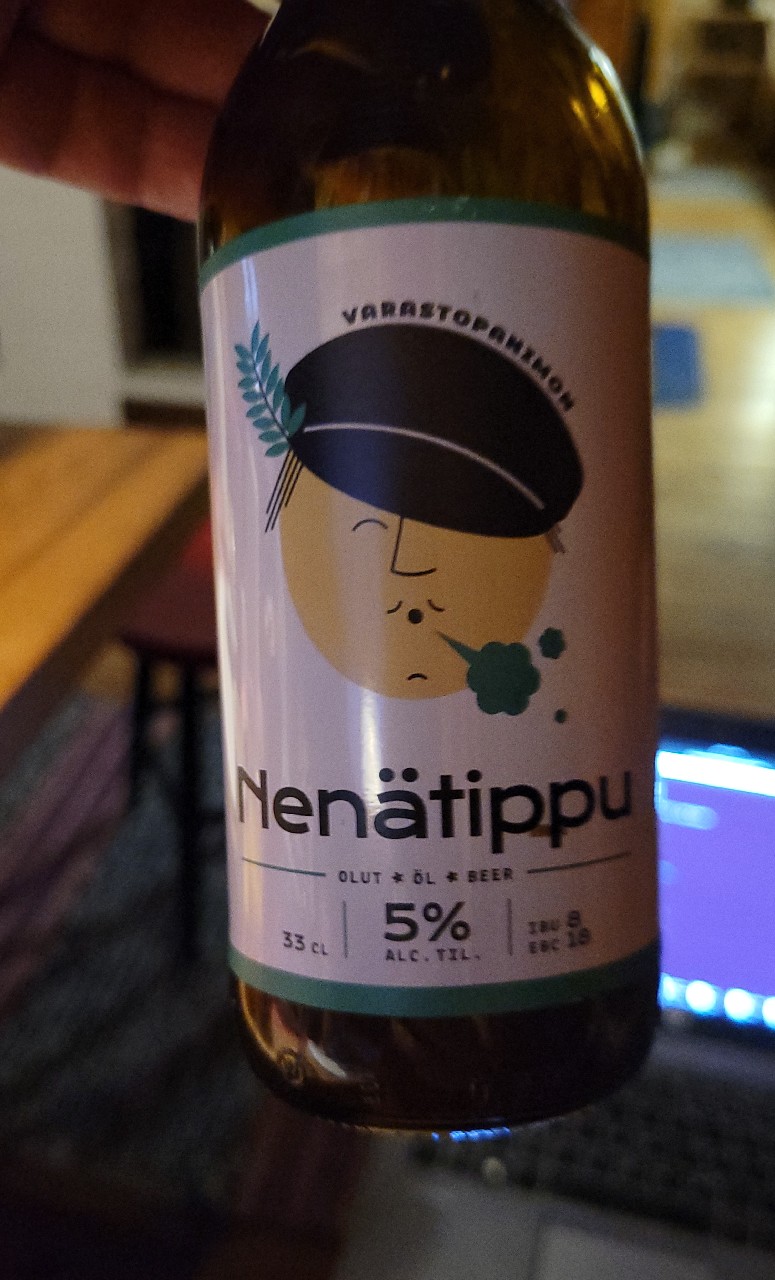 VARASTOPANIMON
Nenätippu
OLUT * ÖL * BEER
33 CL
5%
ALC. TIL.
IBU 8
EBC 18